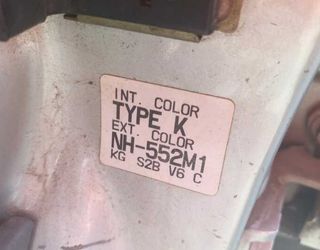 INT. COLOR
TYPE K
EXT. COLOR
NH-552M1
KG S2B V6 C